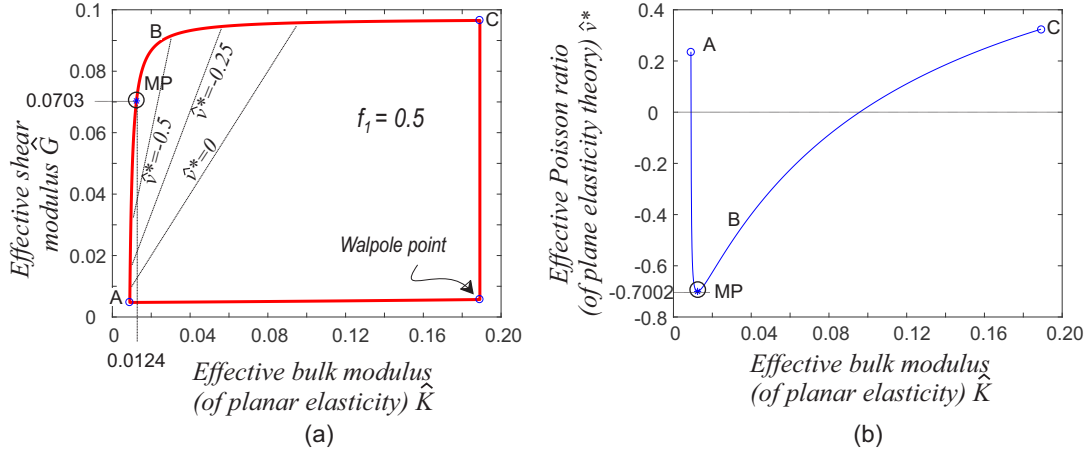 0.1
0.08
0.0703
0.06
0.04
0.02
0
0
0.04
0.08
0.12
0.16
0.20
0.0124
A
B
C
MP
ν̂*=-0.5
ν̂*=-0.25
ν̂*=0
f₁ = 0.5
Walpole point
Effective shear
modulus Ĝ
Effective bulk modulus
(of planar elasticity) K̂
(a)
0.4
0.2
0
-0.2
-0.4
-0.6
-0.7002
-0.8
0
0.04
0.08
0.12
0.16
0.20
A
B
C
MP
Effective Poisson ratio
(of plane elasticity theory) ν̂*
Effective bulk modulus
(of planar elasticity) K̂
(b)